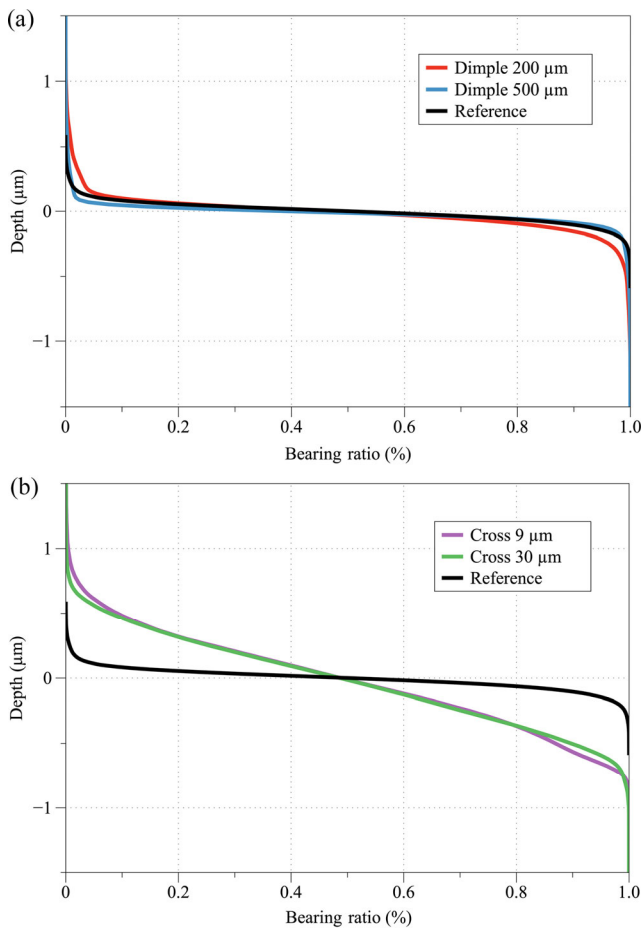 (a)
1
0
−1
Depth (µm)
Dimple 200 µm
Dimple 500 µm
Reference
0
0.2
0.4
0.6
0.8
1.0
Bearing ratio (%)
(b)
1
0
−1
Depth (µm)
Cross 9 µm
Cross 30 µm
Reference
0
0.2
0.4
0.6
0.8
1.0
Bearing ratio (%)